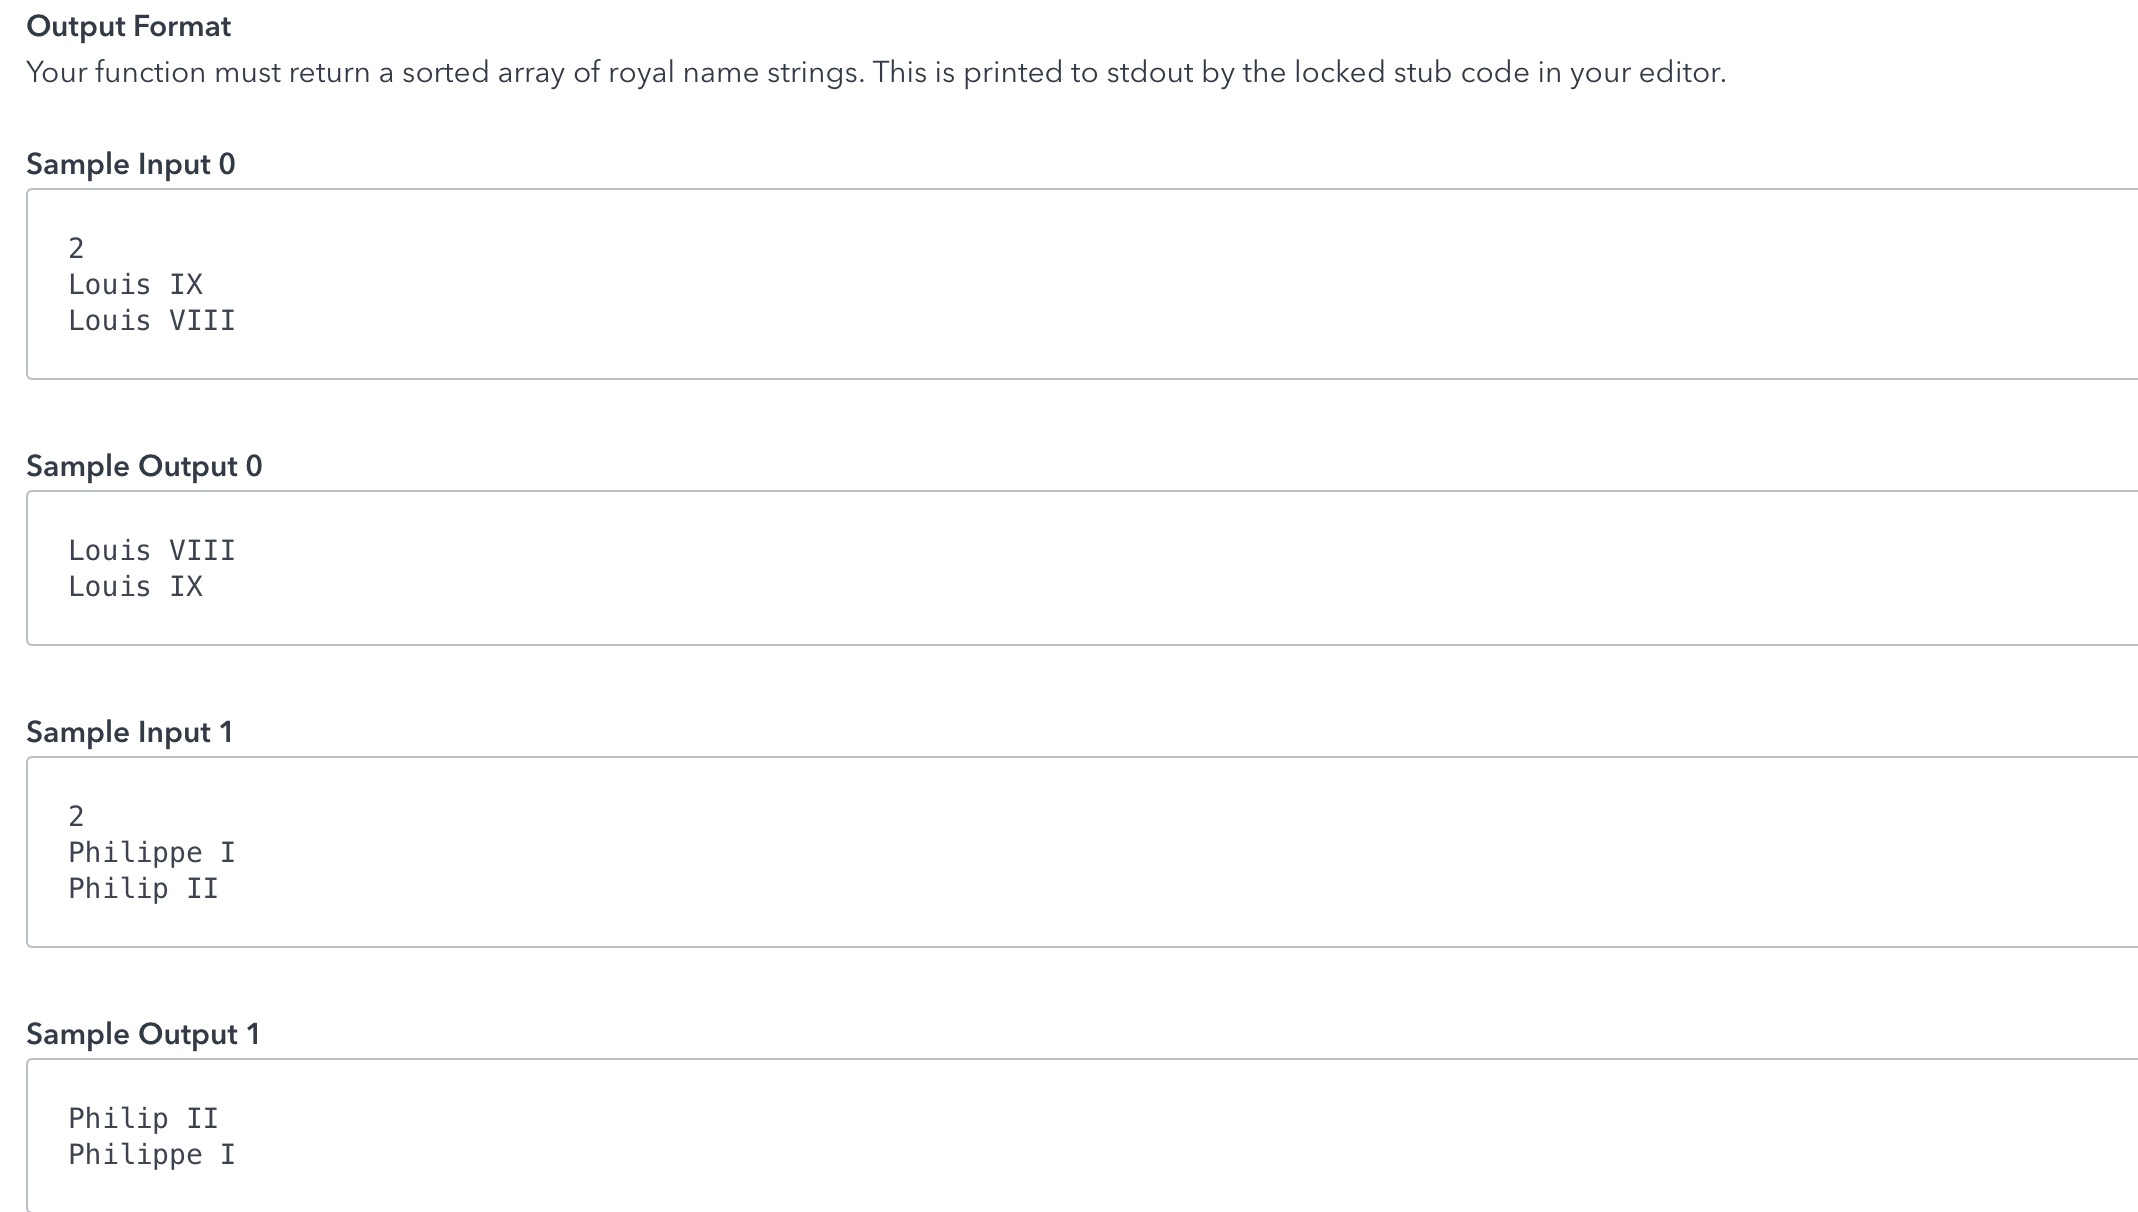 Output Format
Your function must return a sorted array of royal name strings. This is printed to stdout by the locked stub code in your editor.
Sample Input 0
2
Louis IX
Louis VIII
Sample Output 0
Louis VIII
Louis IX
Sample Input 1
2
Philippe I
Philip II
Sample Output 1
Philip II
Philippe I